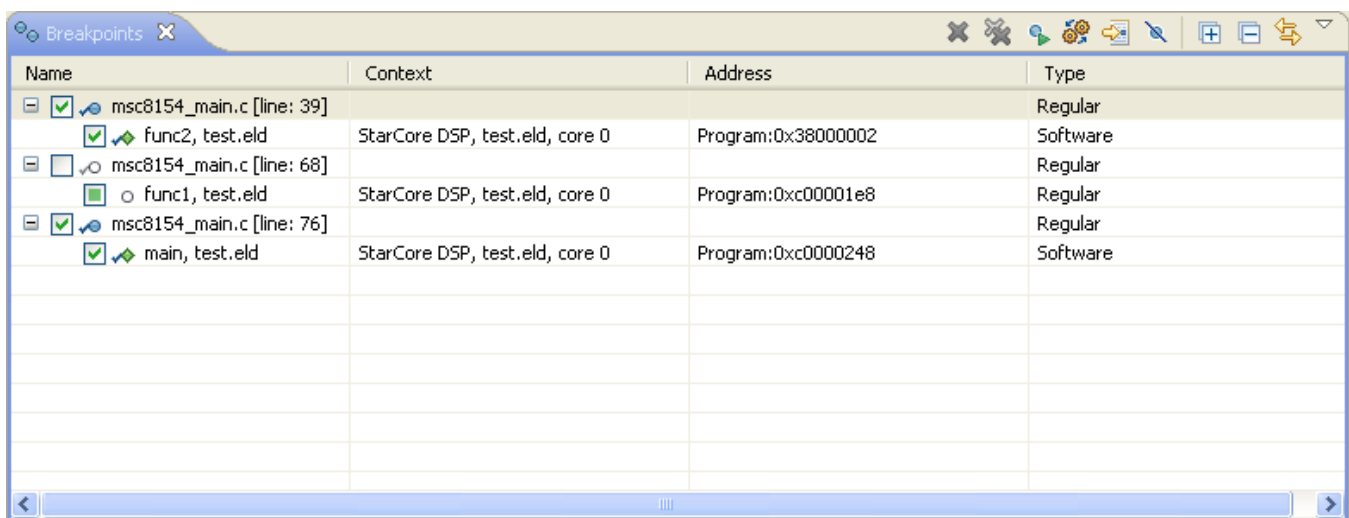 Breakpoints
Name Context Address Type
msc8154_main.c [line: 39] Regular
func2, test.eld StarCore DSP, test.eld, core 0 Program:0x38000002 Software
msc8154_main.c [line: 68] Regular
func1, test.eld StarCore DSP, test.eld, core 0 Program:0xc00001e8 Regular
msc8154_main.c [line: 76] Regular
main, test.eld StarCore DSP, test.eld, core 0 Program:0xc0000248 Software